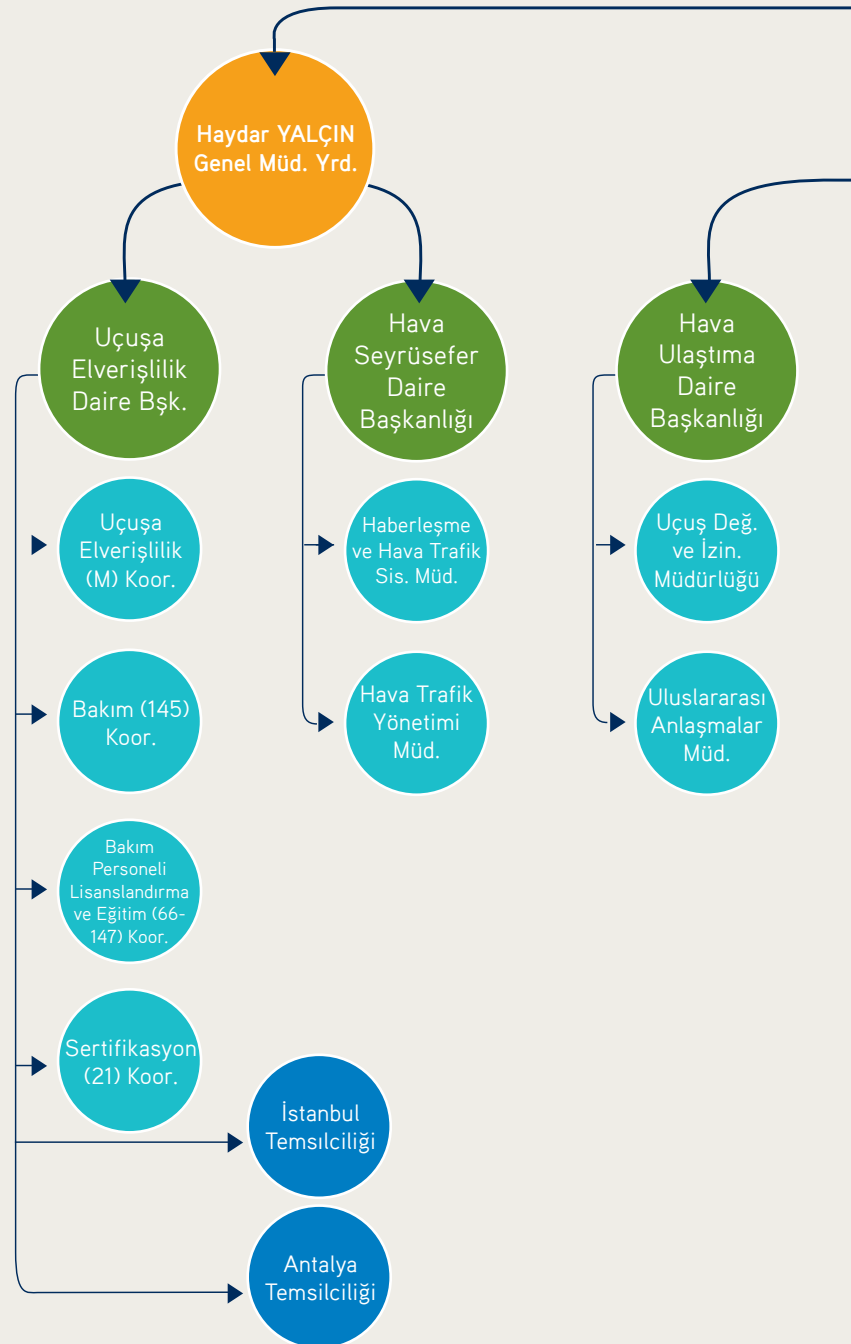 Haydar YALÇIN
Genel Müd. Yrd.
Uçuşa
Elverişlilik
Daire Bşk.
Hava
Seyrüsefer
Daire
Başkanlığı
Hava
Ulaştıma
Daire
Başkanlığı
Uçuşa
Elverişlilik
(M) Koor.
Haberleşme
ve Hava Trafik
Sis. Müd.
Uçuş Değ.
ve İzin.
Müdürlüğü
Bakım (145)
Koor.
Hava Trafik
Yönetimi
Müd.
Uluslararası
Anlaşmalar
Müd.
Bakım
Personeli
Lisanslandırma
ve Eğitim (66-
147) Koor.
Sertifikasyon
(21) Koor.
İstanbul
Temsılciliği
Antalya
Temsilciliği